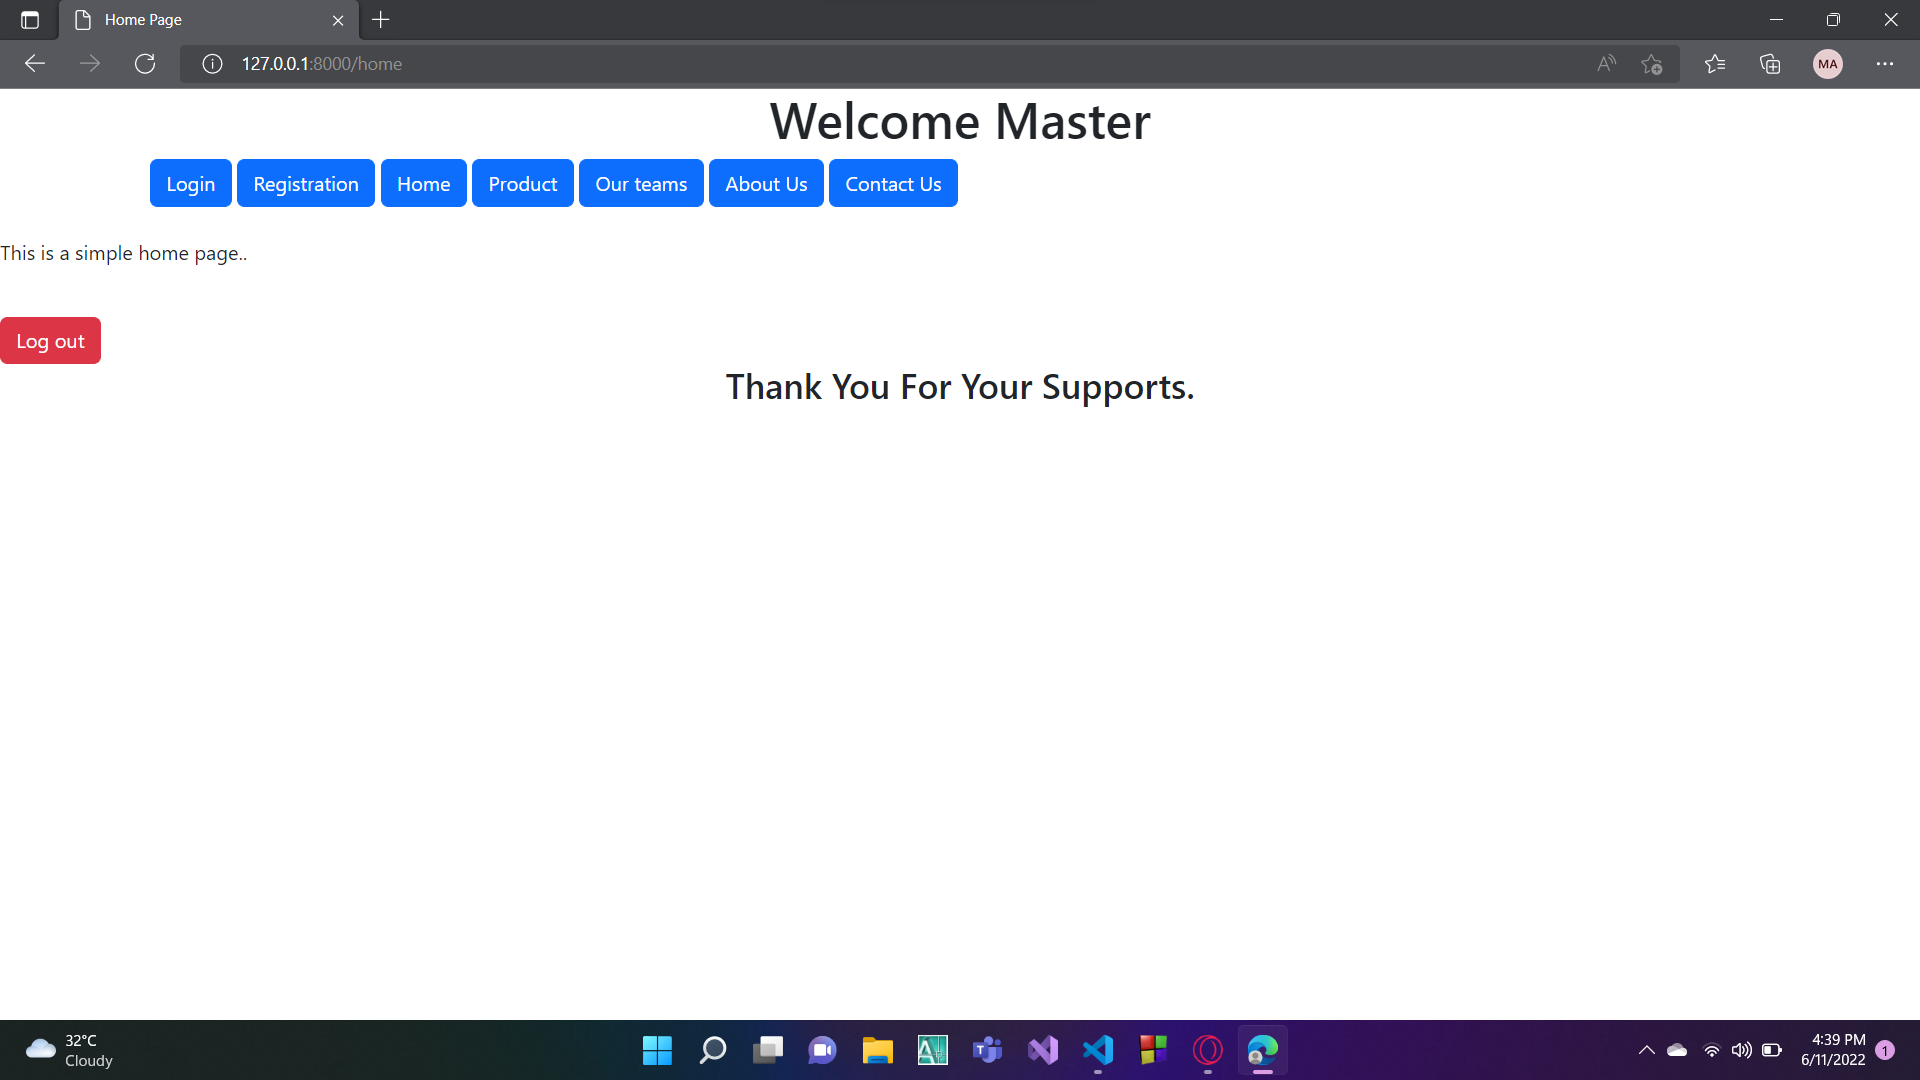 Home Page
127.0.0.1:8000/home
MA
Welcome Master
Login Registration Home Product Our teams About Us Contact Us
This is a simple home page..
Log out
Thank You For Your Supports.
32°C
Cloudy
4:39 PM
6/11/2022
1